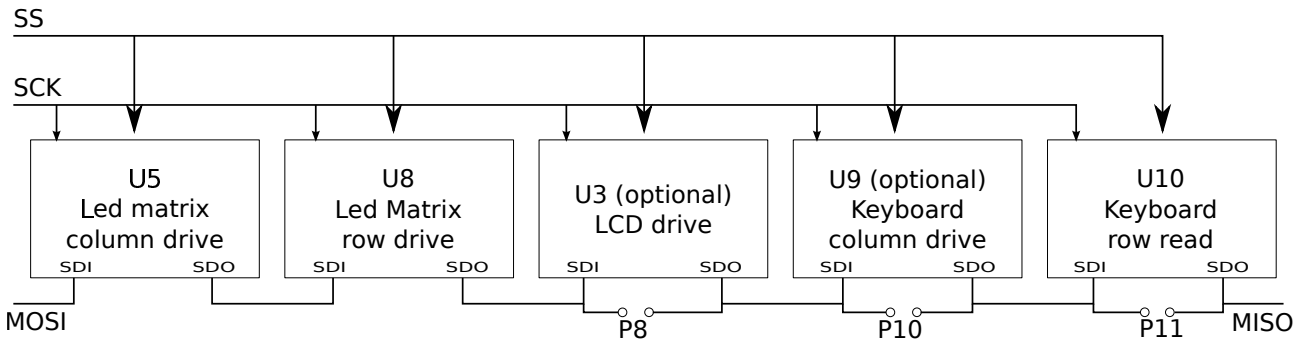 SS
SCK
U5
Led matrix
column drive
SDI
SDO
U8
Led Matrix
row drive
SDI
SDO
U3 (optional)
LCD drive
SDI
SDO
U9 (optional)
Keyboard
column drive
SDI
SDO
U10
Keyboard
row read
SDI
SDO
MOSI
P8
P10
P11
MISO